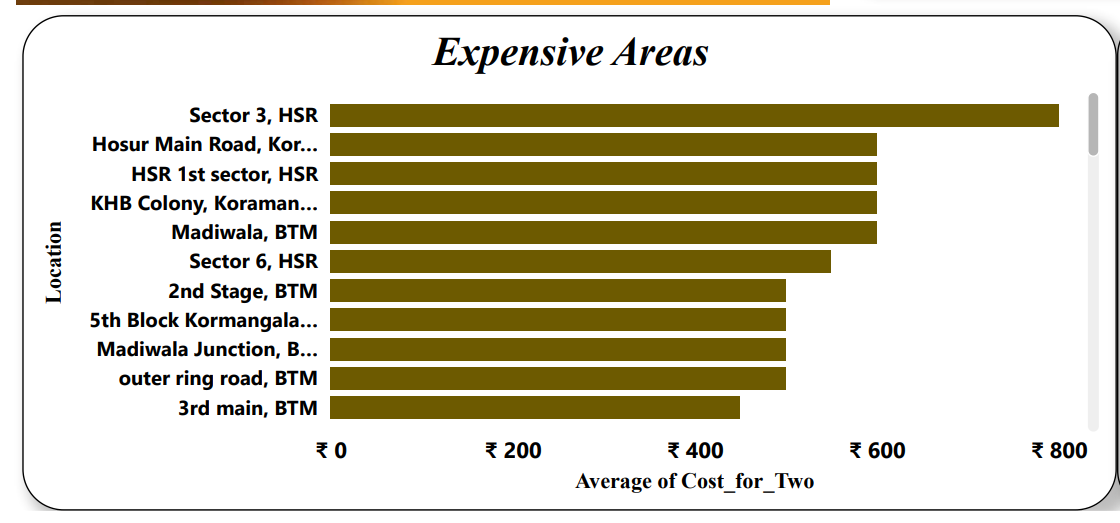 Expensive Areas
Location
Sector 3, HSR
Hosur Main Road, Kor...
HSR 1st sector, HSR
KHB Colony, Koraman...
Madiwala, BTM
Sector 6, HSR
2nd Stage, BTM
5th Block Kormangala...
Madiwala Junction, B...
outer ring road, BTM
3rd main, BTM
₹ 0 ₹ 200 ₹ 400 ₹ 600 ₹ 800
Average of Cost_for_Two